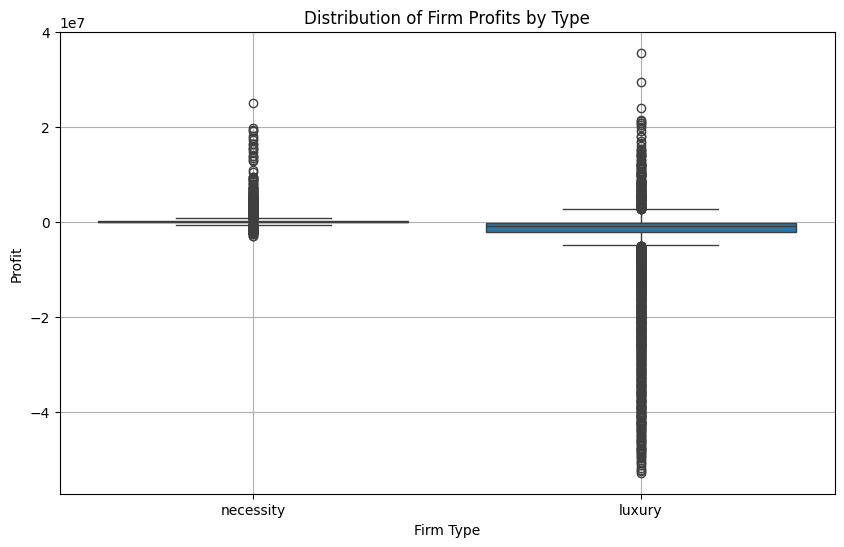 Distribution of Firm Profits by Type
1e7
4
2
0
−2
−4
Profit
necessity luxury
Firm Type